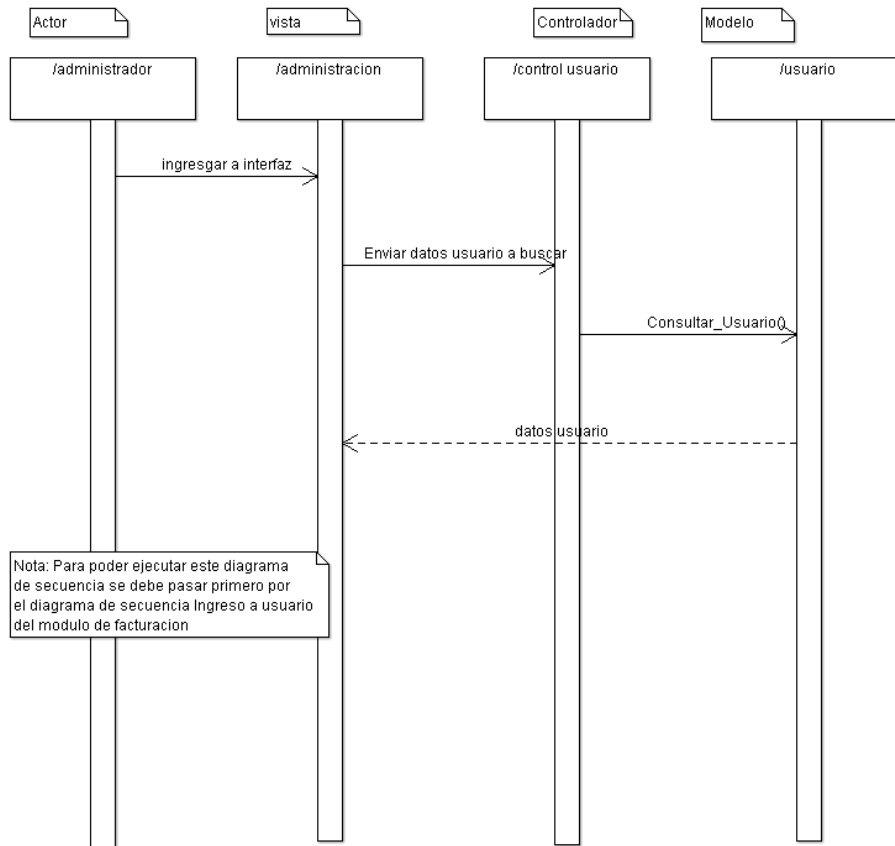 Actor
vista
Controlador
Modelo
/administrador
/administracion
/control usuario
/usuario
ingresgar a interfaz
Enviar datos usuario a buscar
Consultar_Usuario()
datos usuario
Nota: Para poder ejecutar este diagrama
de secuencia se debe pasar primero por
el diagrama de secuencia Ingreso a usuario
del modulo de facturacion